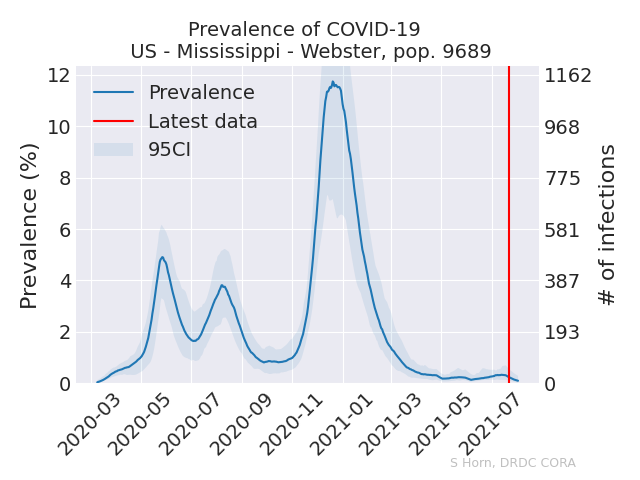 Prevalence of COVID-19
US - Mississippi - Webster, pop. 9689
Prevalence
Latest data
95CI
Prevalence (%)
12
10
8
6
4
2
0
1162
968
775
581
387
193
0
# of infections
2020-03
2020-05
2020-07
2020-09
2020-11
2021-01
2021-03
2021-05
2021-07
S Horn, DRDC CORA